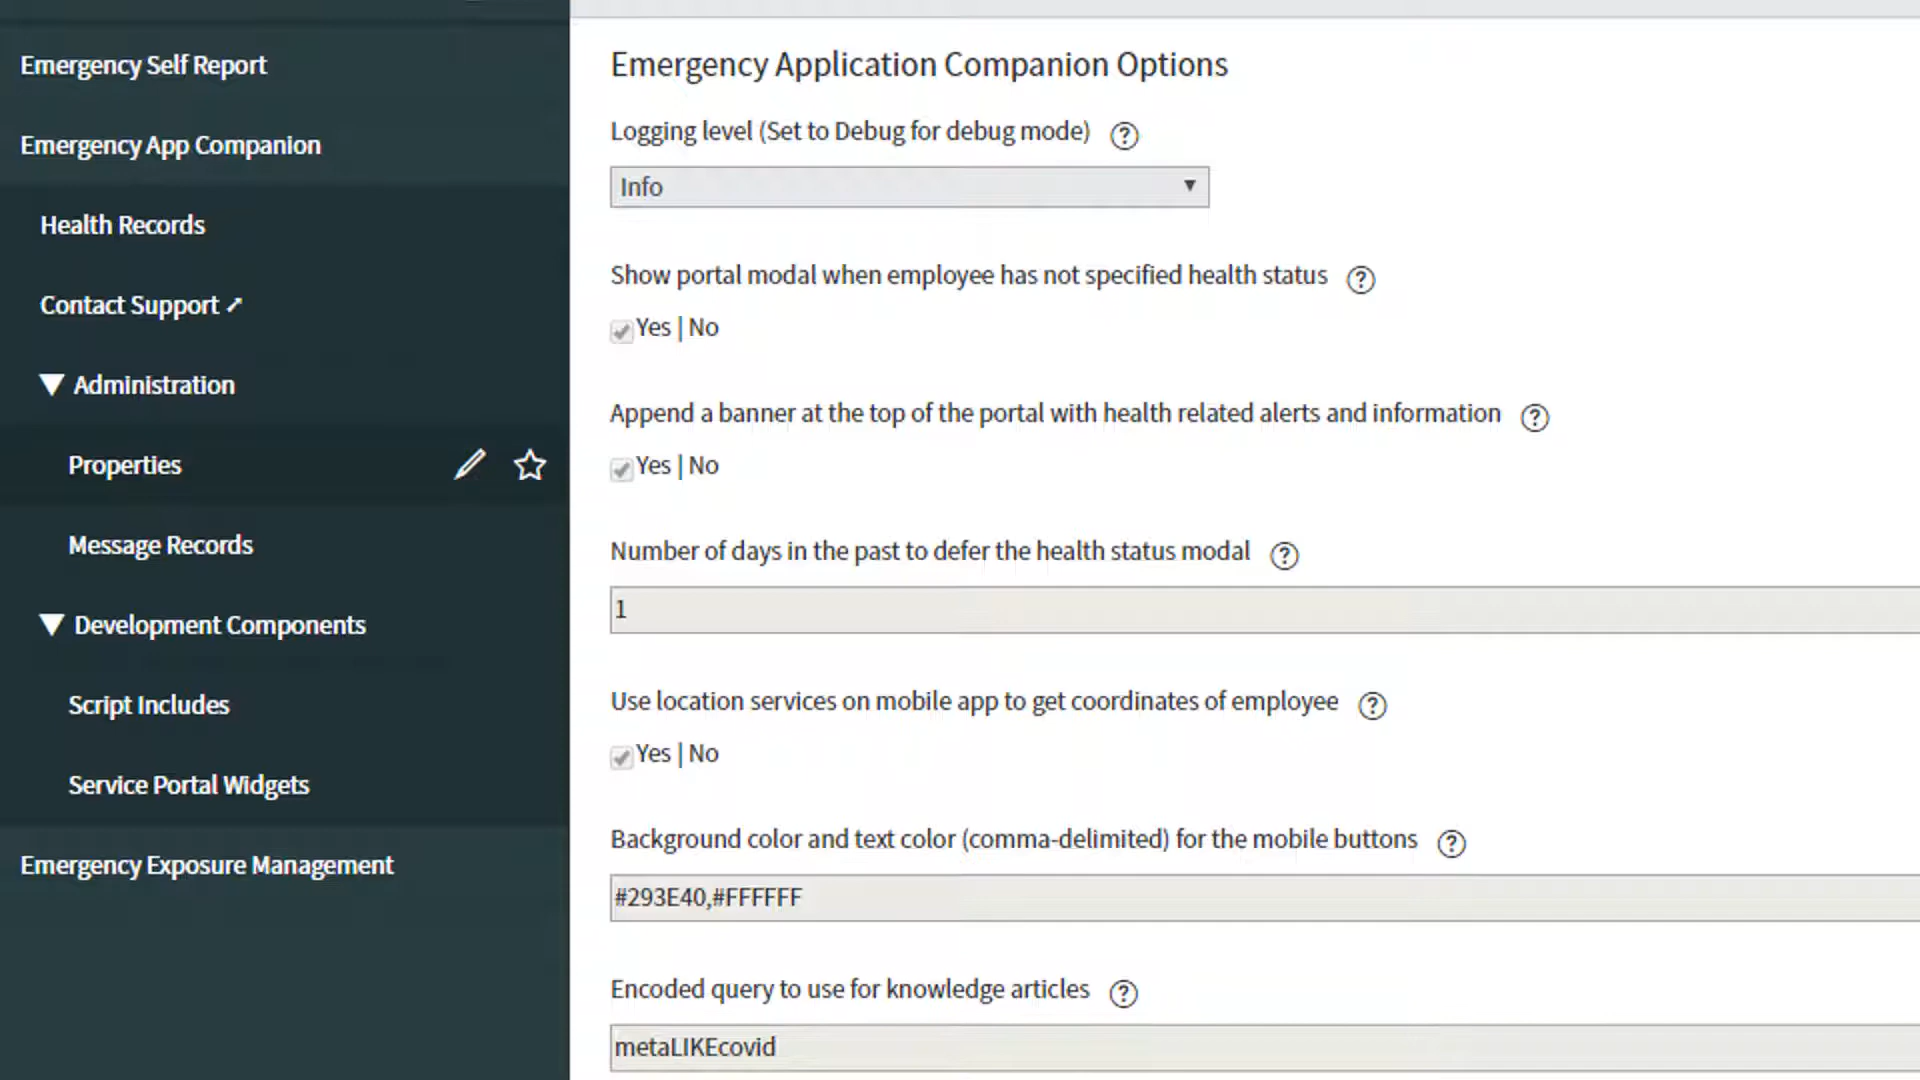 Emergency Self Report
Emergency App Companion
Health Records
Contact Support
Administration
Properties
Message Records
Development Components
Script Includes
Service Portal Widgets
Emergency Exposure Management
Emergency Application Companion Options
Logging level (Set to Debug for debug mode)
Info
Show portal modal when employee has not specified health status
Yes | No
Append a banner at the top of the portal with health related alerts and information
Yes | No
Number of days in the past to defer the health status modal
1
Use location services on mobile app to get coordinates of employee
Yes | No
Background color and text color (comma-delimited) for the mobile buttons
#293E40,#FFFFFF
Encoded query to use for knowledge articles
metaLIKEcovid